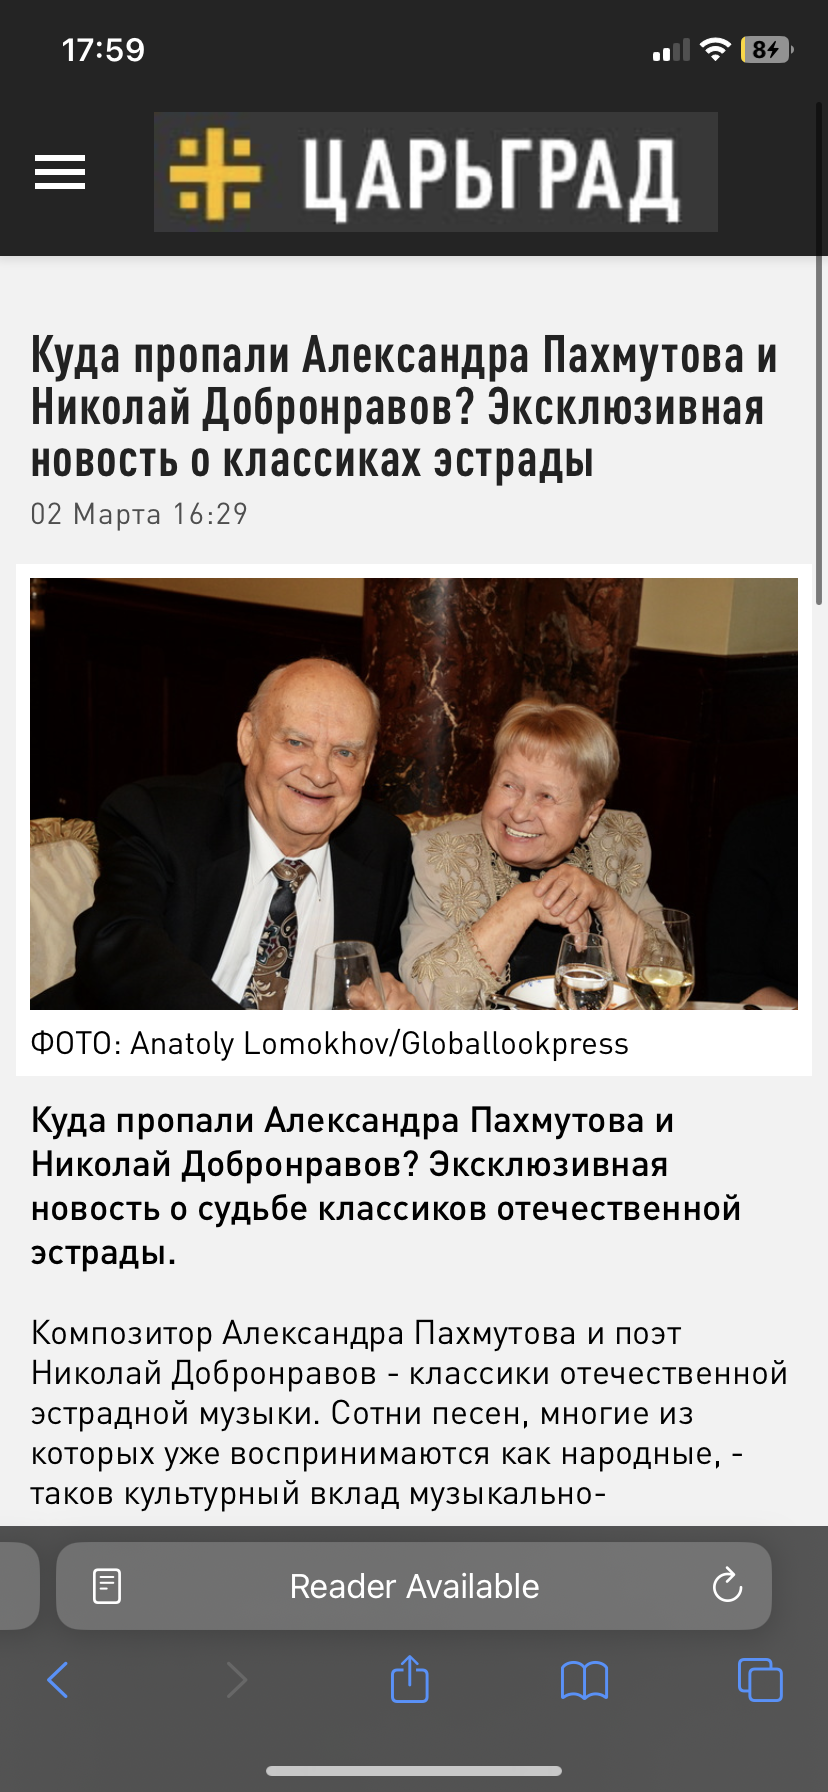 17:59
8
ЦАРЬГРАД
Куда пропали Александра Пахмутова и
Николай Добронравов? Эксклюзивная
новость о классиках эстрады
02 Марта 16:29
ФОТО: Anatoly Lomokhov/Globallookpress
Куда пропали Александра Пахмутова и
Николай Добронравов? Эксклюзивная
новость о судьбе классиков отечественной
эстрады.
Композитор Александра Пахмутова и поэт
Николай Добронравов - классики отечественной
эстрадной музыки. Сотни песен, многие из
которых уже воспринимаются как народные, -
таков культурный вклад музыкально-
Reader Available